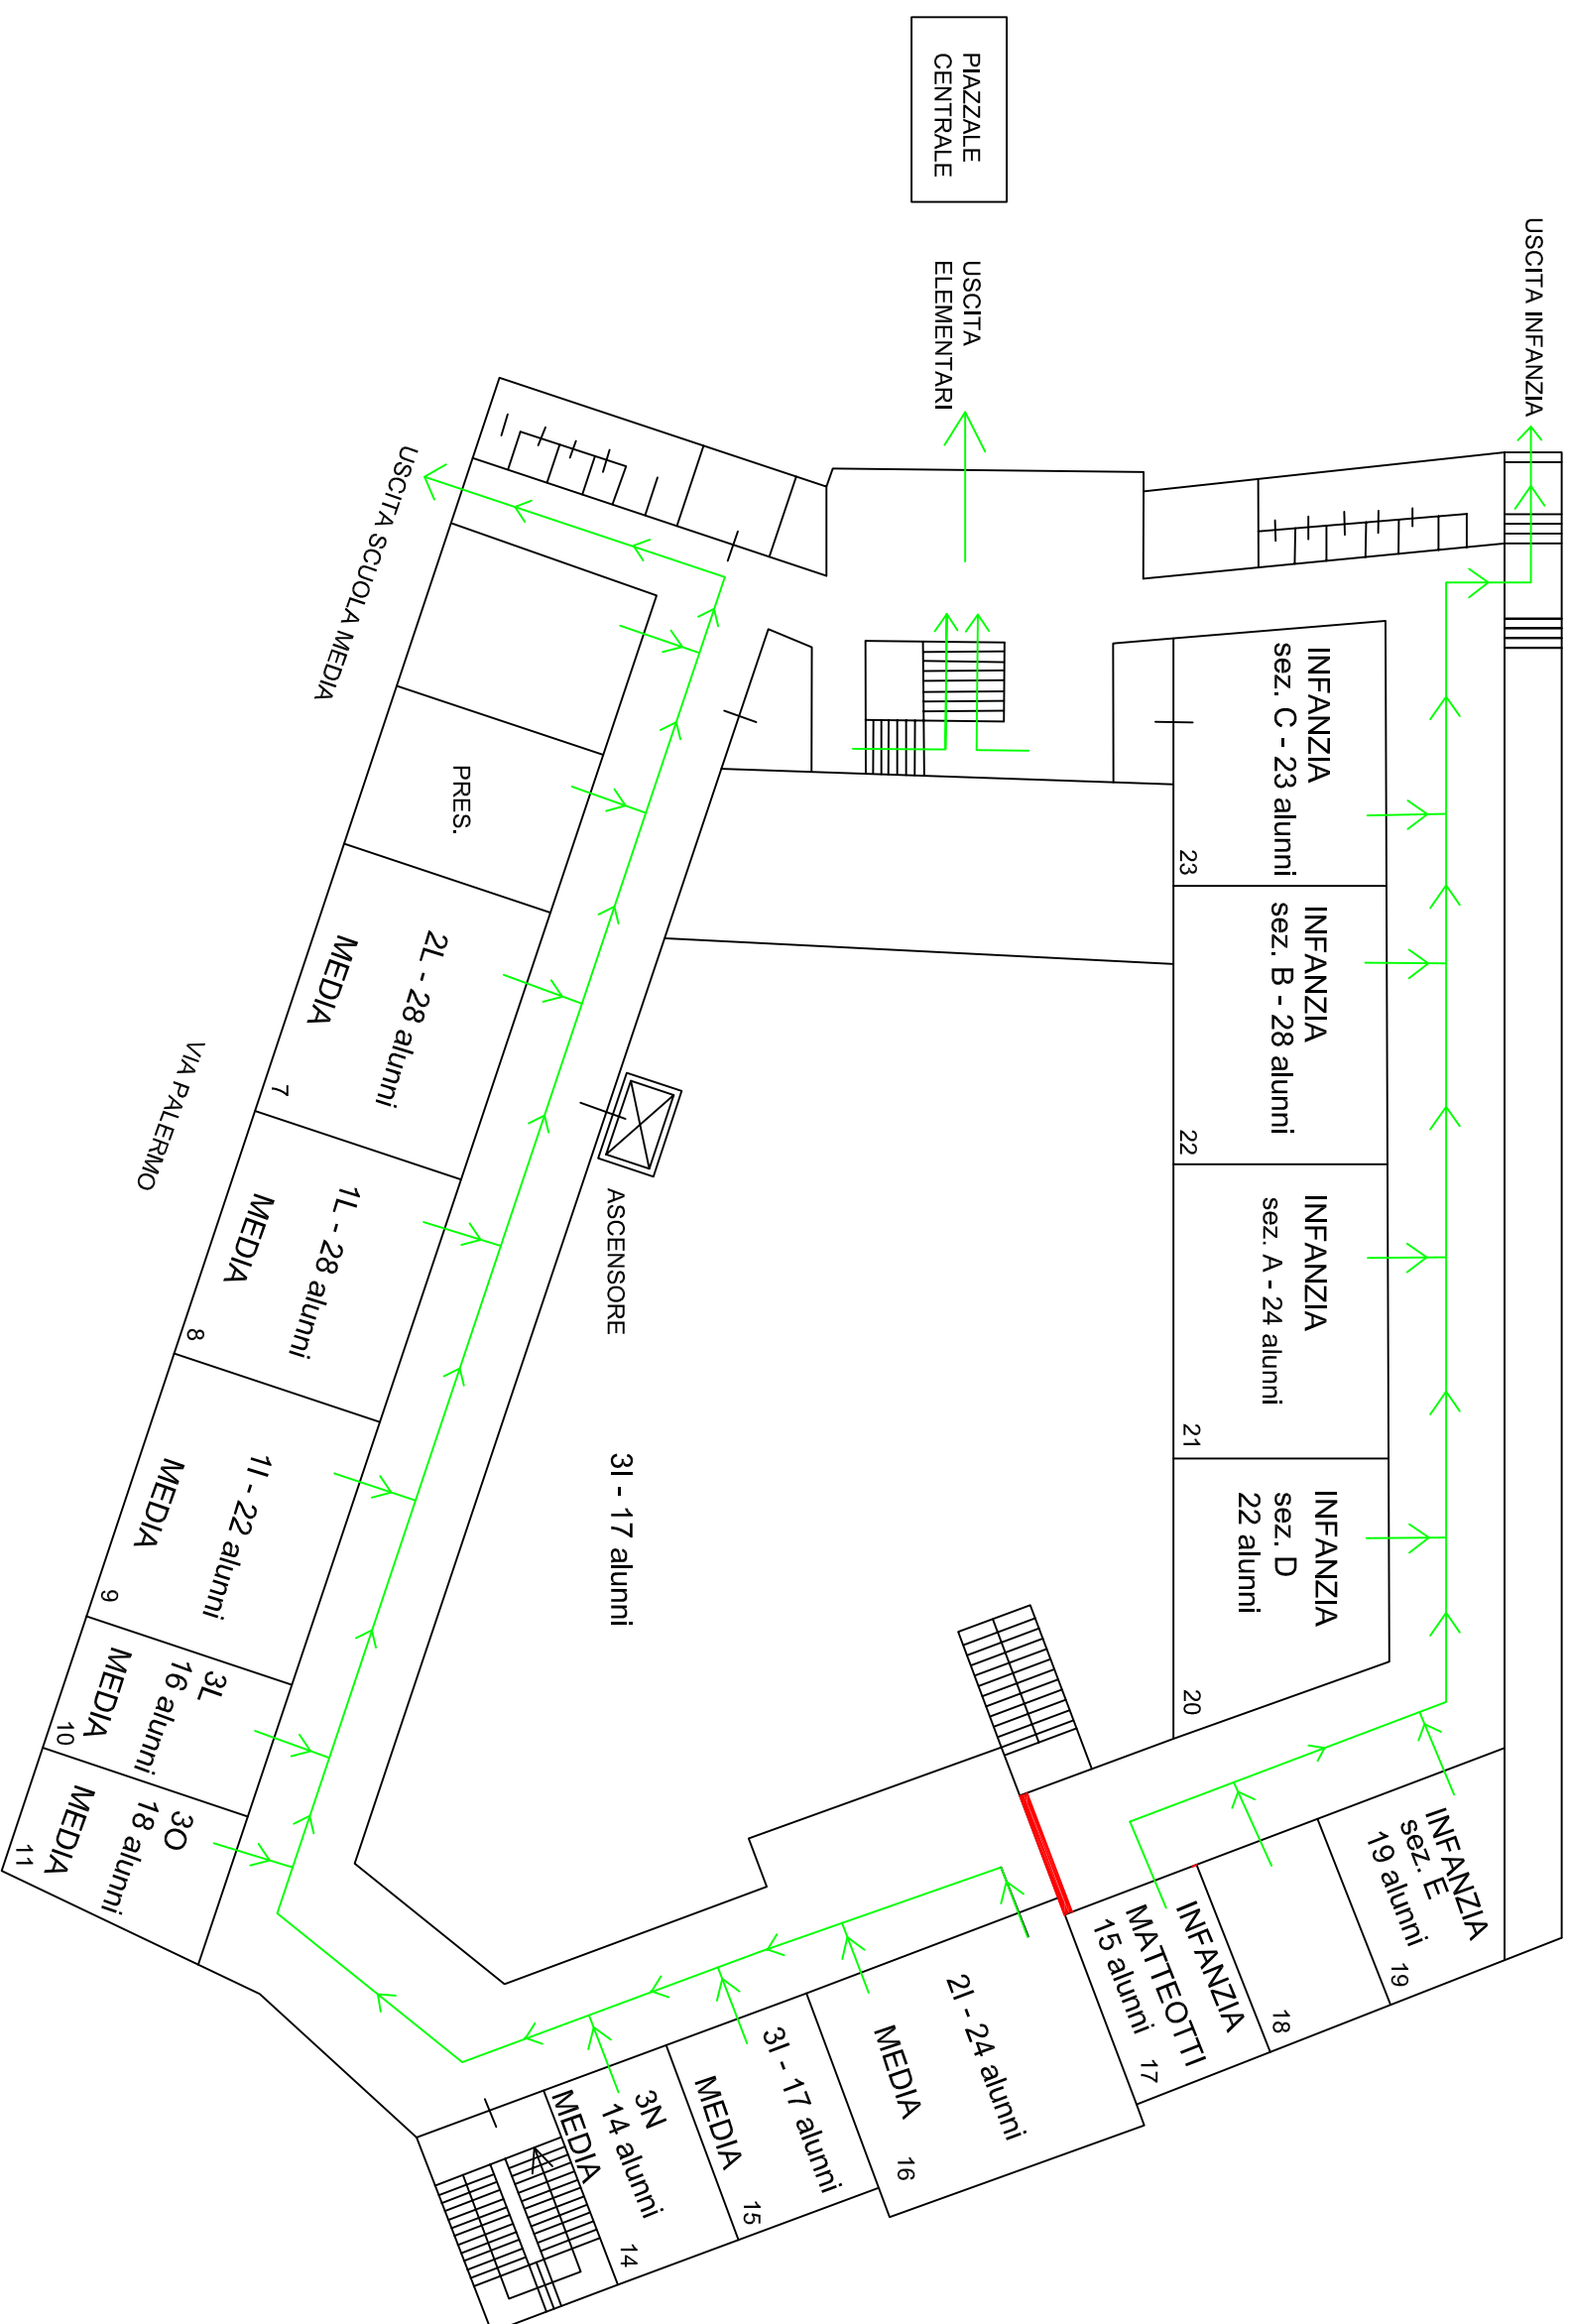 USCITA INFANZIA
PIAZZALE
CENTRALE
USCITA
ELEMENTARI
USCITA SCUOLA MEDIA
INFANZIA
sez. C - 23 alunni
23
INFANZIA
sez. B - 28 alunni
22
INFANZIA
sez. A - 24 alunni
21
INFANZIA
sez. D
22 alunni
20
INFANZIA
sez. E
19 alunni
19
18
INFANZIA
MATTEOTTI
15 alunni
17
2I - 24 alunni
MEDIA
16
3I - 17 alunni
MEDIA
15
3N
14 alunni
MEDIA
14
3I - 17 alunni
ASCENSORE
PRES.
2L - 28 alunni
MEDIA
7
1L - 28 alunni
MEDIA
8
1I - 22 alunni
MEDIA
9
3L
16 alunni
MEDIA
10
3O
18 alunni
MEDIA
11
VIA PALERMO